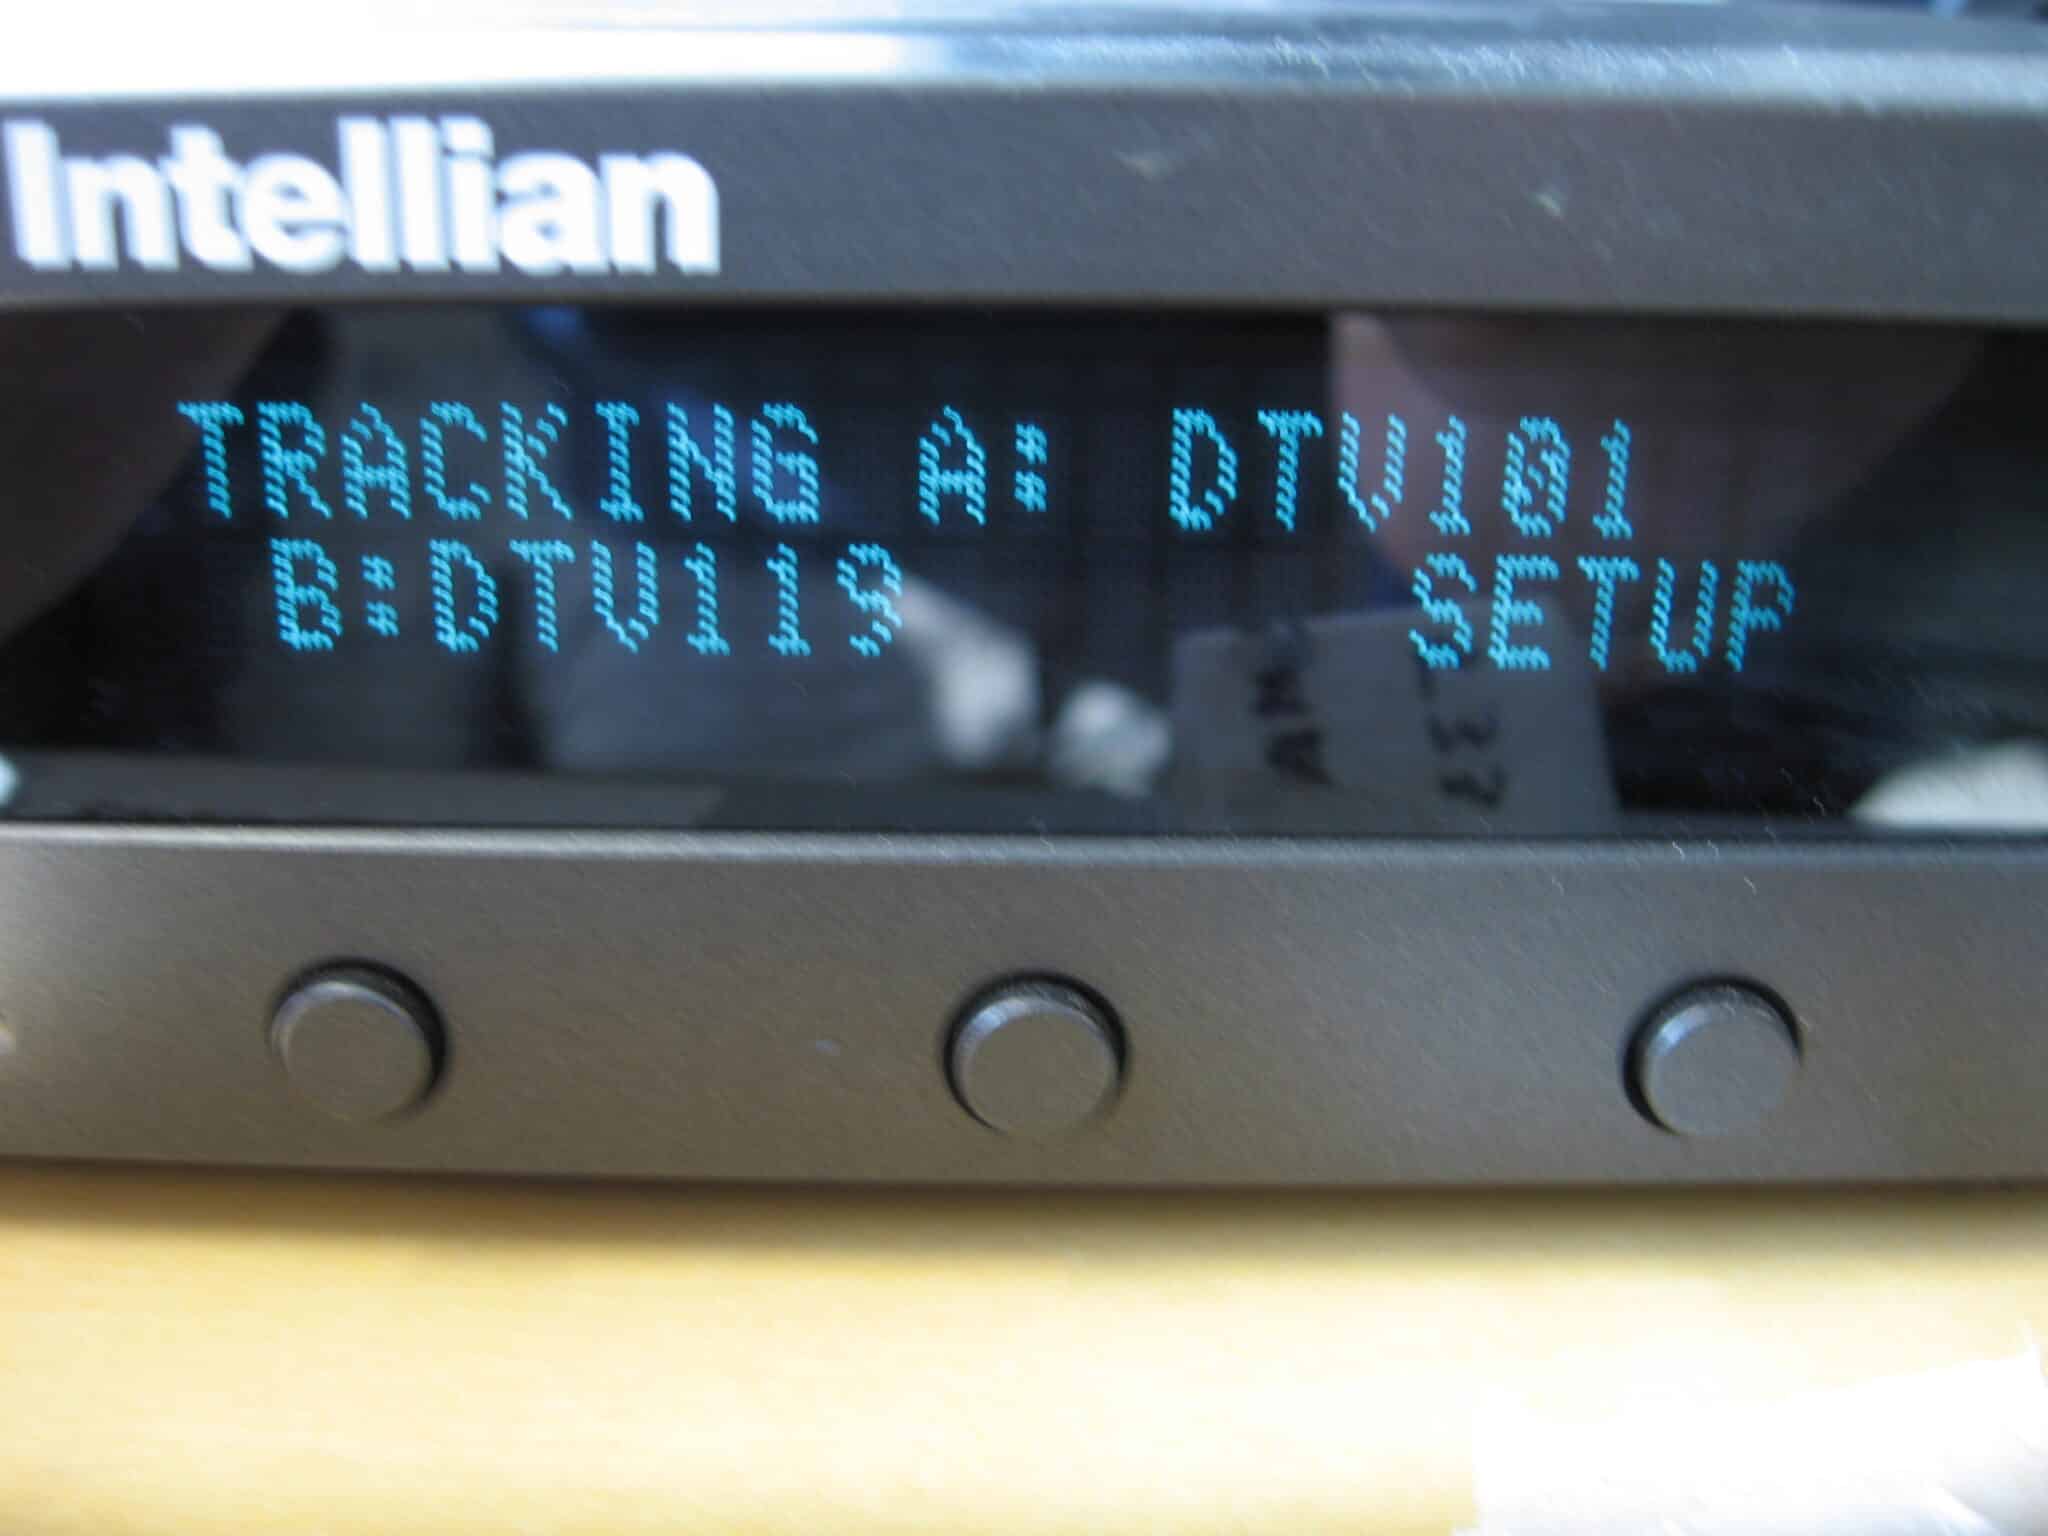 Intellian
TRACKING A: DTV101
B:DTV119 SETUP